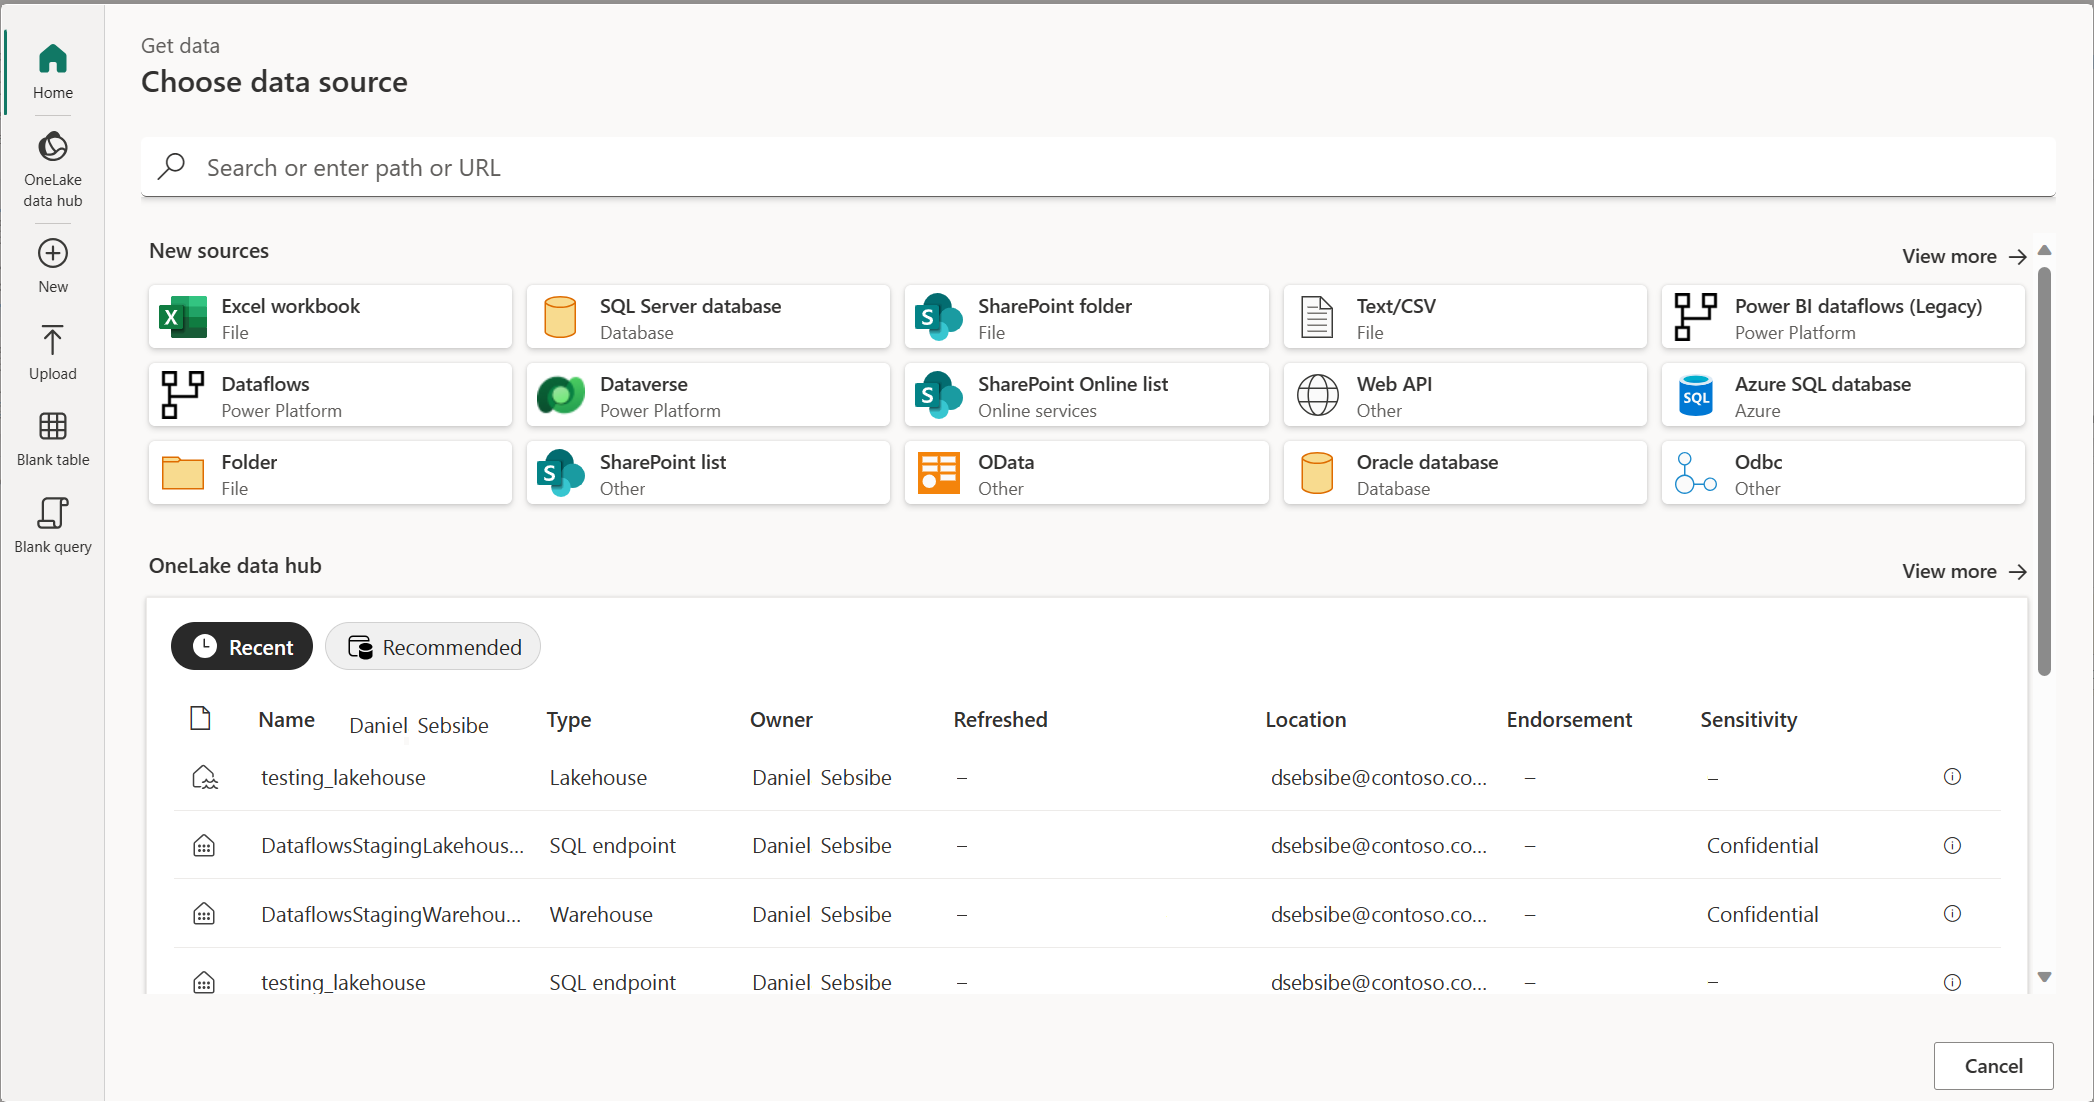 Get data
Choose data source
Home
OneLake
data hub
New
Upload
Blank table
Blank query
Search or enter path or URL
New sources
View more
Excel workbook
File
SQL Server database
Database
SharePoint folder
File
Text/CSV
File
Power BI dataflows (Legacy)
Power Platform
Dataflows
Power Platform
Dataverse
Power Platform
SharePoint Online list
Online services
Web API
Other
SQL
Azure SQL database
Azure
Folder
File
SharePoint list
Other
OData
Other
Oracle database
Database
Odbc
Other
OneLake data hub
View more
Recent
Recommended
Name Daniel Sebsibe Type Owner Refreshed Location Endorsement Sensitivity
testing_lakehouse Lakehouse Daniel Sebsibe – dsebsibe@contoso.co... – –
DataflowsStagingLakehous... SQL endpoint Daniel Sebsibe – dsebsibe@contoso.co... – Confidential
DataflowsStagingWarehou... Warehouse Daniel Sebsibe – dsebsibe@contoso.co... – Confidential
testing_lakehouse SQL endpoint Daniel Sebsibe – dsebsibe@contoso.co... – –
Cancel